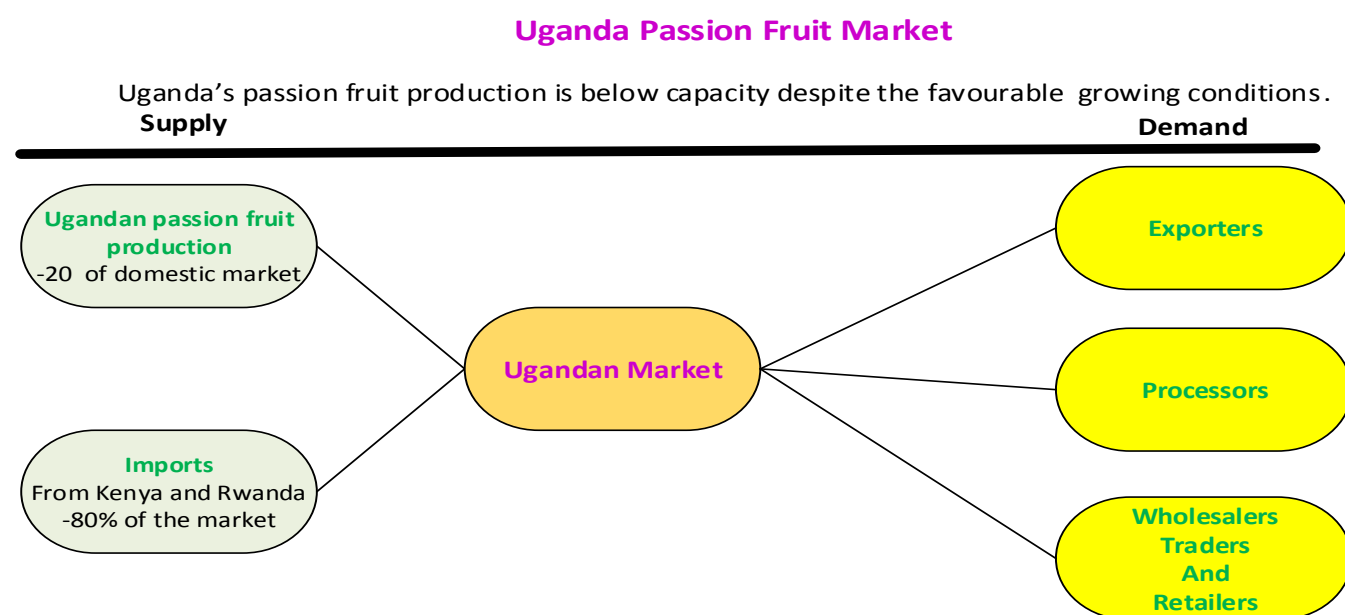 Uganda Passion Fruit Market
Uganda’s passion fruit production is below capacity despite the favourable growing conditions.
Supply
Demand
Ugandan passion fruit
production
-20 of domestic market
Imports
From Kenya and Rwanda
-80% of the market
Ugandan Market
Exporters
Processors
Wholesalers
Traders
And
Retailers